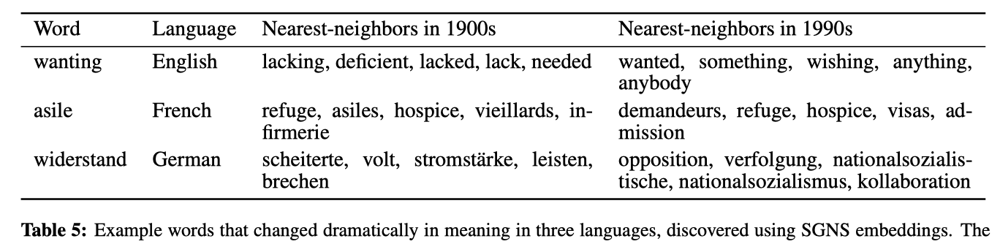 Word Language Nearest-neighbors in 1900s Nearest-neighbors in 1990s
wanting English lacking, deficient, lacked, lack, needed wanted, something, wishing, anything,
anybody
asile French refuge, asiles, hospice, vieillards, in- demandeurs, refuge, hospice, visas, ad-
firmerie mission
widerstand German scheiterte, volt, stromstärke, leisten, opposition, verfolgung, nationalsozialis-
brechen tische, nationalsozialismus, kollaboration
Table 5: Example words that changed dramatically in meaning in three languages, discovered using SGNS embeddings. The